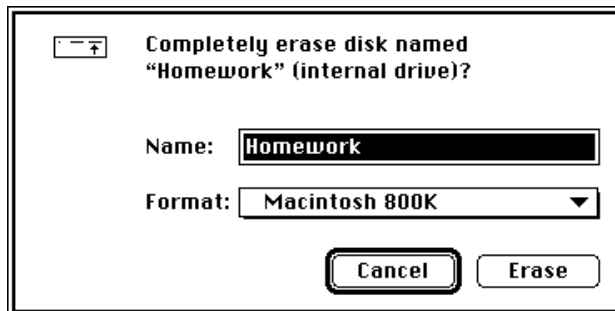 Completely erase disk named
“Homework” (internal drive)?
Name: Homework
Format: Macintosh 800K
Cancel Erase